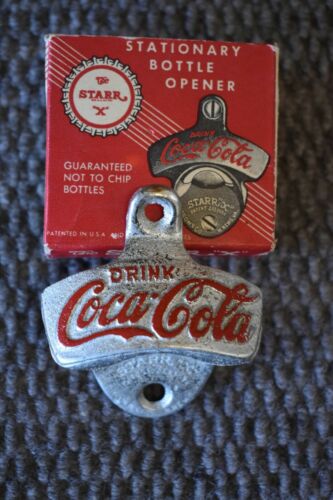 STATIONARY
BOTTLE
OPENER
The
STARR
"X"
GUARANTEED
NOT TO CHIP
BOTTLES
DRINK
Coca-Cola
STARR "X"
PATENTED IN U.S.A.
DRINK
Coca-Cola